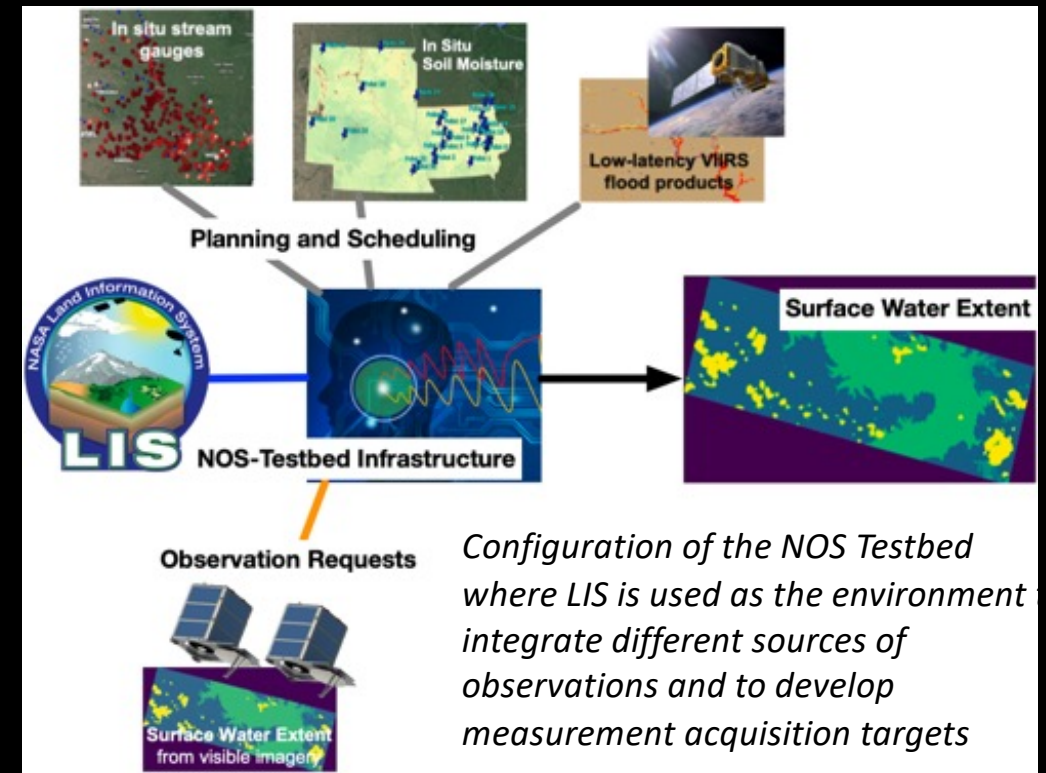 In situ stream
gauges
In Situ
Soil Moisture
Low-latency VIIRS
flood products
Planning and Scheduling
NASA Land Information System
LIS
NOS-Testbed Infrastructure
Surface Water Extent
Observation Requests
Surface Water Extent
from visible imagery
Configuration of the NOS Testbed
where LIS is used as the environment
integrate different sources of
observations and to develop
measurement acquisition targets